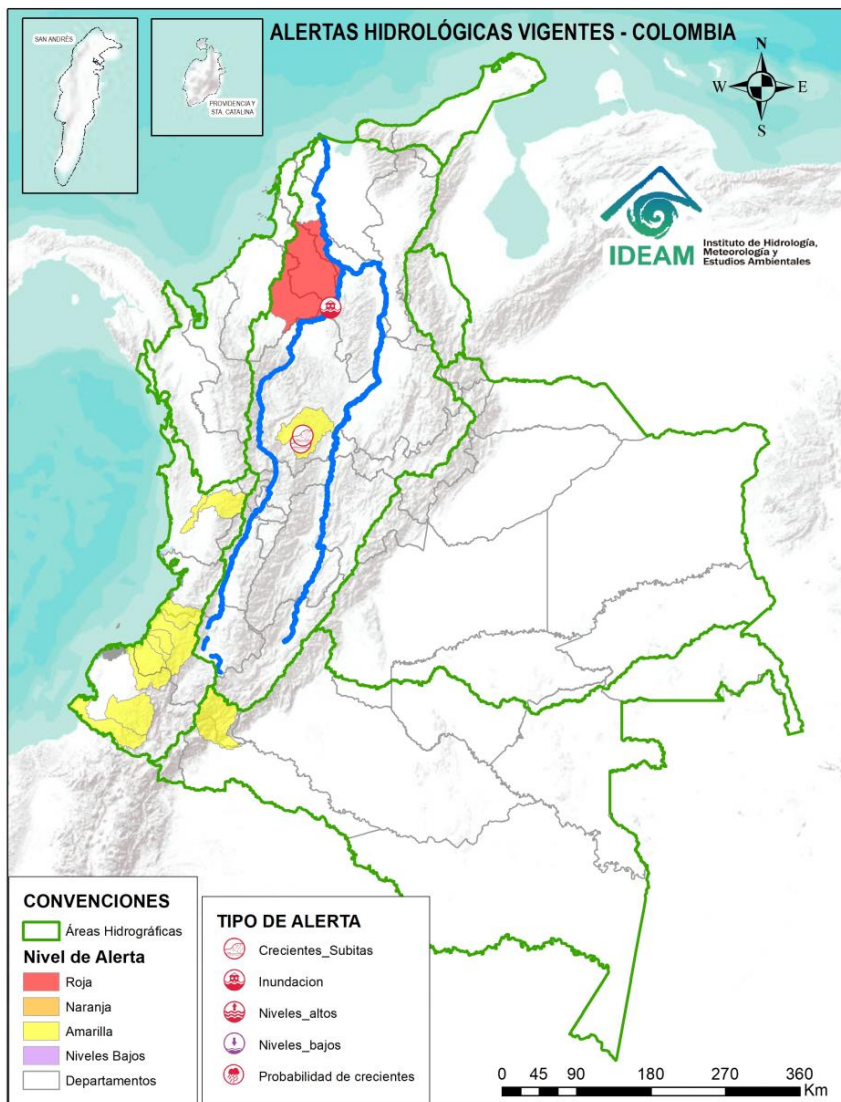 ALERTAS HIDROLÓGICAS VIGENTES - COLOMBIA
SAN ANDRÉS
PROVIDENCIA Y
STA. CATALINA
N
W E
S
IDEAM
Instituto de Hidrología,
Meteorología y
Estudios Ambientales
CONVENCIONES
Áreas Hidrográficas
Nivel de Alerta
Roja
Naranja
Amarilla
Niveles Bajos
Departamentos
TIPO DE ALERTA
Crecientes_Subitas
Inundacion
Niveles_altos
Niveles_bajos
Probabilidad de crecientes
0 45 90 180 270 360
Km